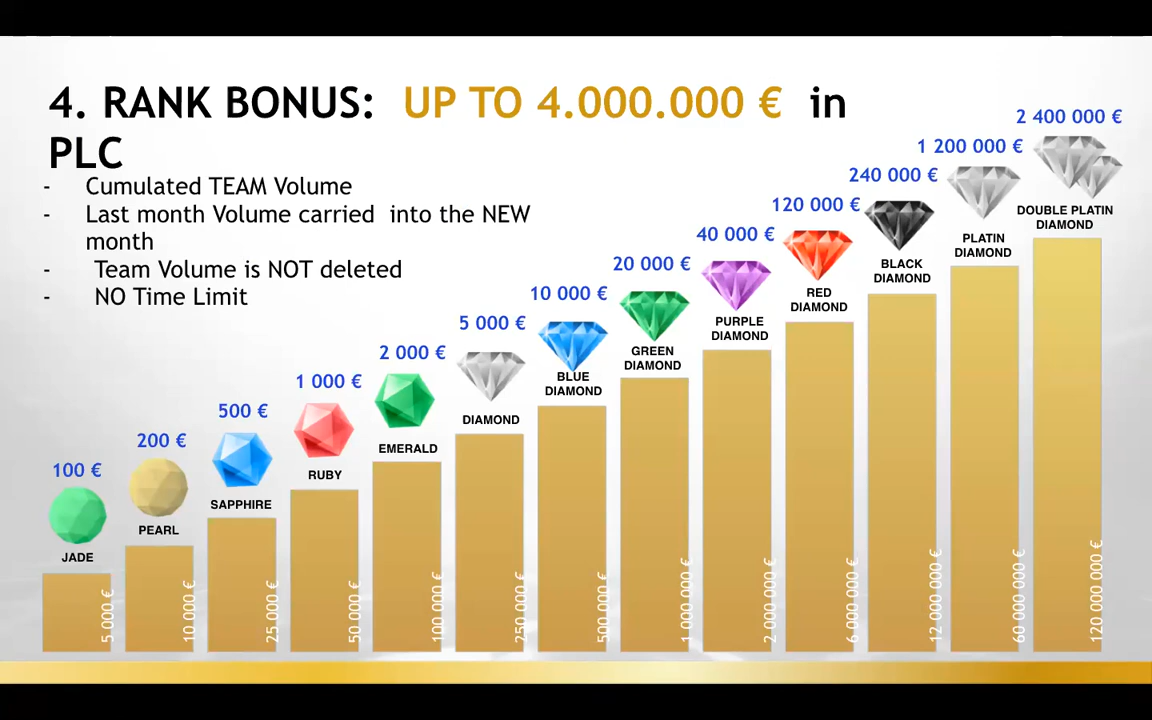 4. RANK BONUS: UP TO 4.000.000 € in
PLC
- Cumulated TEAM Volume
- Last month Volume carried into the NEW
month
- Team Volume is NOT deleted
- NO Time Limit
100 €
JADE
5 000 €
200 €
PEARL
10 000 €
500 €
SAPPHIRE
25 000 €
1 000 €
RUBY
50 000 €
2 000 €
EMERALD
100 000 €
5 000 €
DIAMOND
250 000 €
10 000 €
BLUE
DIAMOND
500 000 €
20 000 €
GREEN
DIAMOND
1 000 000 €
40 000 €
PURPLE
DIAMOND
2 000 000 €
120 000 €
RED
DIAMOND
6 000 000 €
240 000 €
BLACK
DIAMOND
12 000 000 €
1 200 000 €
PLATIN
DIAMOND
60 000 000 €
2 400 000 €
DOUBLE PLATIN
DIAMOND
120 000 000 €